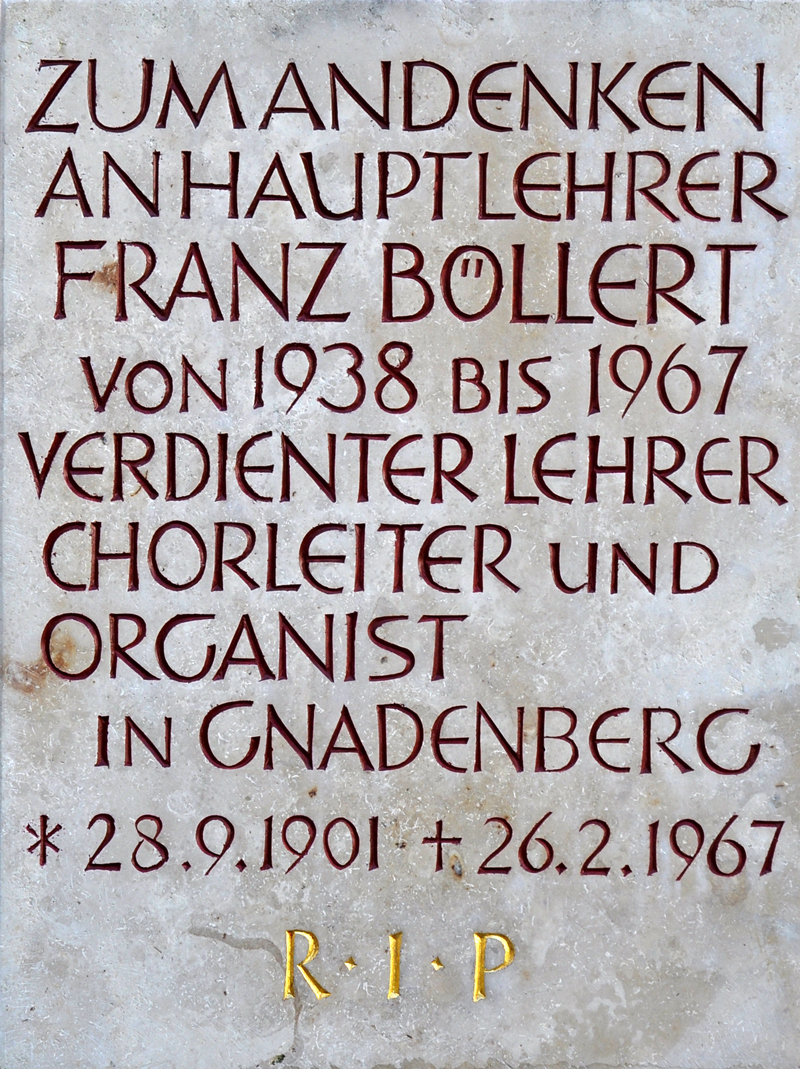 ZUM ANDENKEN
AN HAUPTLEHRER
FRANZ BÖLLERT
VON 1938 BIS 1967
VERDIENTER LEHRER
CHORLEITER UND
ORGANIST
IN GNADENBERG
* 28.9.1901 † 26.2.1967
R·I·P